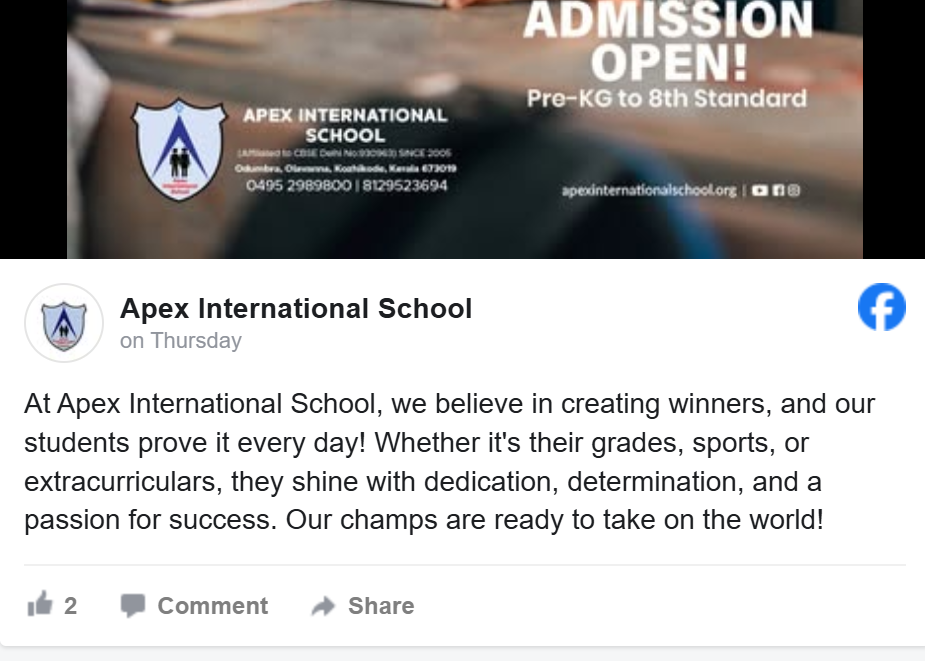 ADMISSION
OPEN!
Pre-KG to 8th Standard
APEX INTERNATIONAL
SCHOOL
(Affiliated to CBSE Delhi No:930963) SINCE 2005
Odumbra, Olavanna, Kozhikode, Kerala 673019
0495 2989800 | 8129523694
apexinternationalschool.org |
Apex International School
on Thursday
At Apex International School, we believe in creating winners, and our
students prove it every day! Whether it's their grades, sports, or
extracurriculars, they shine with dedication, determination, and a
passion for success. Our champs are ready to take on the world!
2 Comment Share